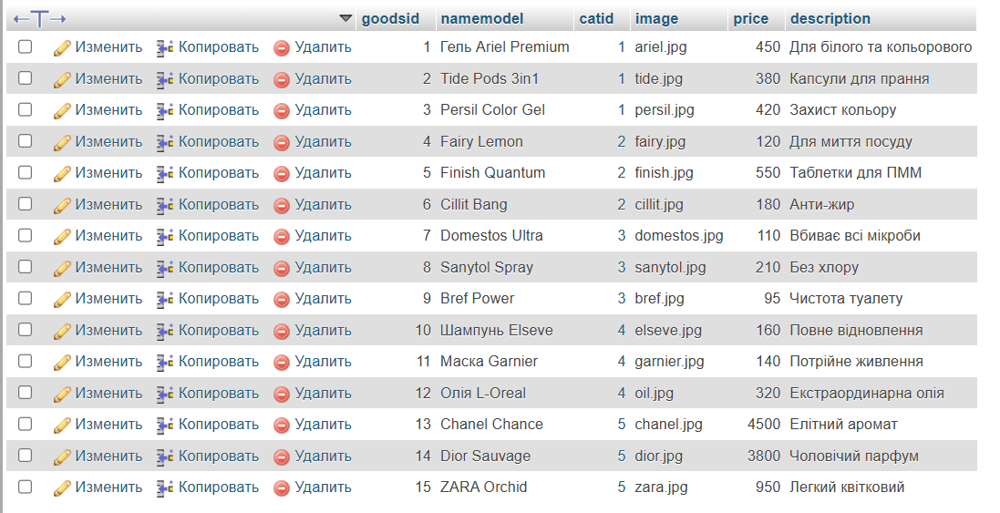 goodsid namemodel catid image price description
Изменить Копировать Удалить 1 Гель Ariel Premium 1 ariel.jpg 450 Для білого та кольорового
Изменить Копировать Удалить 2 Tide Pods 3in1 1 tide.jpg 380 Капсули для прання
Изменить Копировать Удалить 3 Persil Color Gel 1 persil.jpg 420 Захист кольору
Изменить Копировать Удалить 4 Fairy Lemon 2 fairy.jpg 120 Для миття посуду
Изменить Копировать Удалить 5 Finish Quantum 2 finish.jpg 550 Таблетки для ПММ
Изменить Копировать Удалить 6 Cillit Bang 2 cillit.jpg 180 Анти-жир
Изменить Копировать Удалить 7 Domestos Ultra 3 domestos.jpg 110 Вбиває всі мікроби
Изменить Копировать Удалить 8 Sanytol Spray 3 sanytol.jpg 210 Без хлору
Изменить Копировать Удалить 9 Bref Power 3 bref.jpg 95 Чистота туалету
Изменить Копировать Удалить 10 Шампунь Elseve 4 elseve.jpg 160 Повне відновлення
Изменить Копировать Удалить 11 Маска Garnier 4 garnier.jpg 140 Потрійне живлення
Изменить Копировать Удалить 12 Олія L-Oreal 4 oil.jpg 320 Екстраординарна олія
Изменить Копировать Удалить 13 Chanel Chance 5 chanel.jpg 4500 Елітний аромат
Изменить Копировать Удалить 14 Dior Sauvage 5 dior.jpg 3800 Чоловічий парфум
Изменить Копировать Удалить 15 ZARA Orchid 5 zara.jpg 950 Легкий квітковий